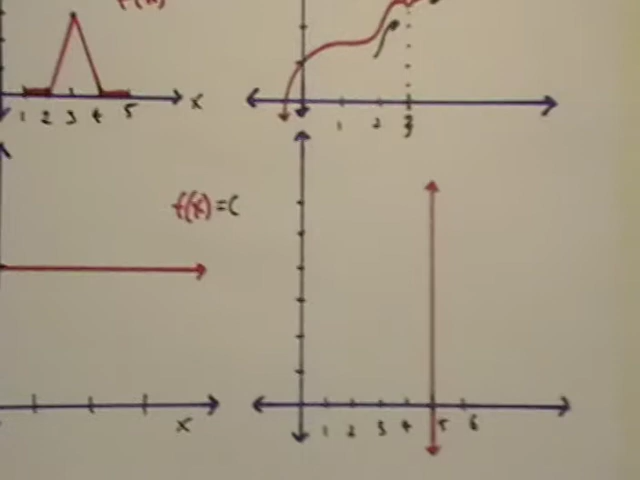 f(x)
x
1 2 3 4 5
1 2 3
f(x)=C
x
1 2 3 4 5 6